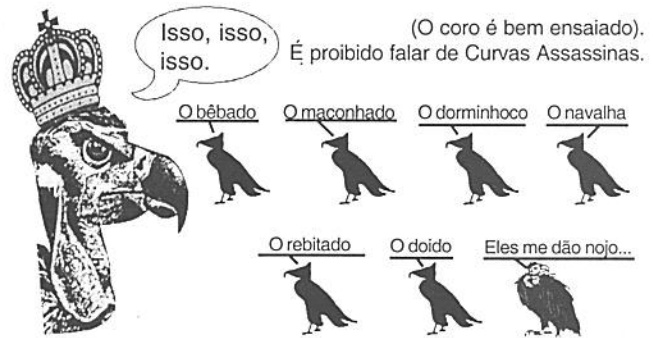 Isso, isso,
isso.
(O coro é bem ensaiado).
É proibido falar de Curvas Assassinas.
O bêbado
O maconhado
O dorminhoco
O navalha
O rebitado
O doido
Eles me dão nojo...